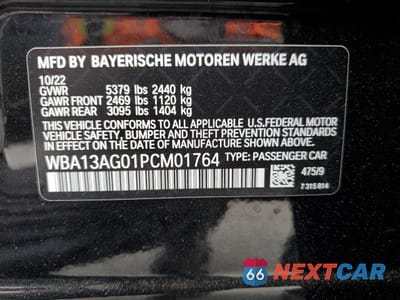 MFD BY BAYERISCHE MOTOREN WERKE AG
10/22
GVWR 5379 lbs 2440 kg
GAWR FRONT 2469 lbs 1120 kg
GAWR REAR 3095 lbs 1404 kg
THIS VEHICLE CONFORMS TO ALL APPLICABLE U.S. FEDERAL MOTOR
VEHICLE SAFETY, BUMPER AND THEFT PREVENTION STANDARDS
IN EFFECT ON THE DATE OF MANUFACTURE SHOWN ABOVE.
WBA13AG01PCM01764 TYPE: PASSENGER CAR
475/9
7 315 814
66 NEXTCAR